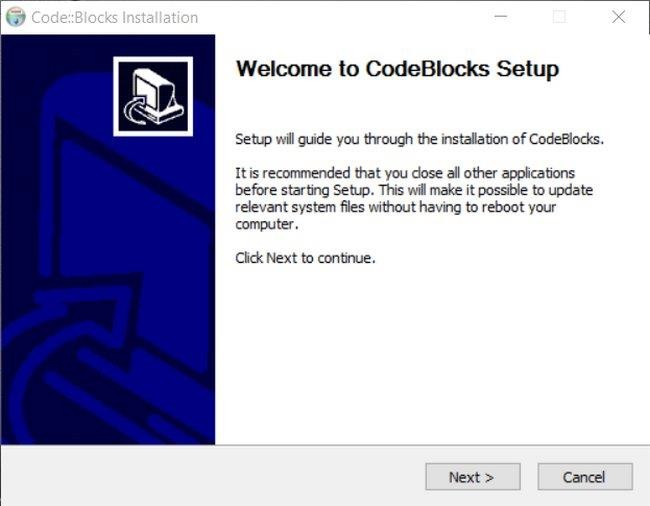 Code::Blocks Installation
Welcome to CodeBlocks Setup
Setup will guide you through the installation of CodeBlocks.
It is recommended that you close all other applications
before starting Setup. This will make it possible to update
relevant system files without having to reboot your
computer.
Click Next to continue.
Next >
Cancel